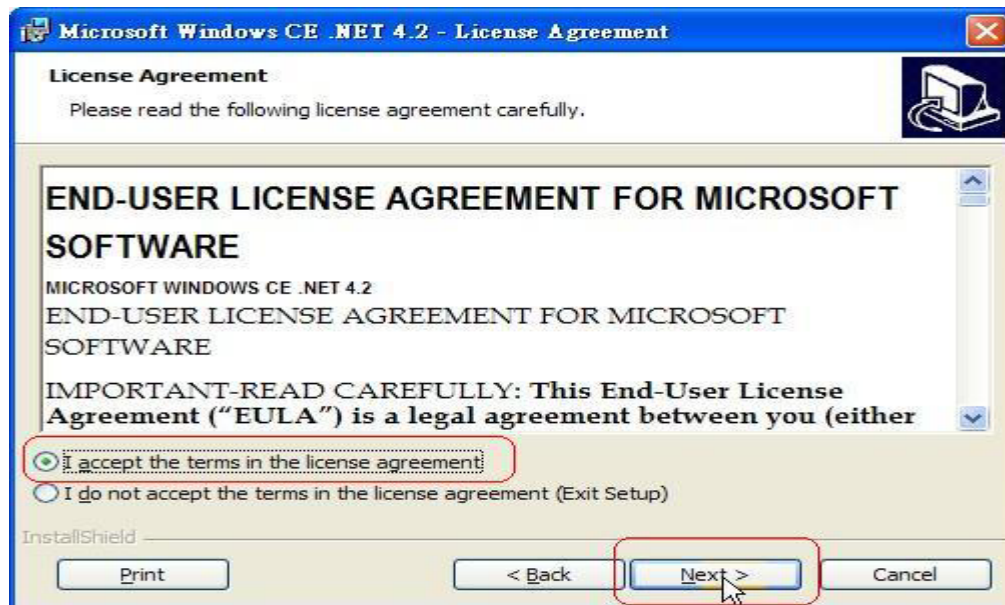 Microsoft Windows CE .NET 4.2 - License Agreement
License Agreement
Please read the following license agreement carefully.
END-USER LICENSE AGREEMENT FOR MICROSOFT
SOFTWARE
MICROSOFT WINDOWS CE .NET 4.2
END-USER LICENSE AGREEMENT FOR MICROSOFT
SOFTWARE
IMPORTANT-READ CAREFULLY: This End-User License
Agreement (“EULA”) is a legal agreement between you (either
I accept the terms in the license agreement
I do not accept the terms in the license agreement (Exit Setup)
InstallShield
Print < Back Next > Cancel